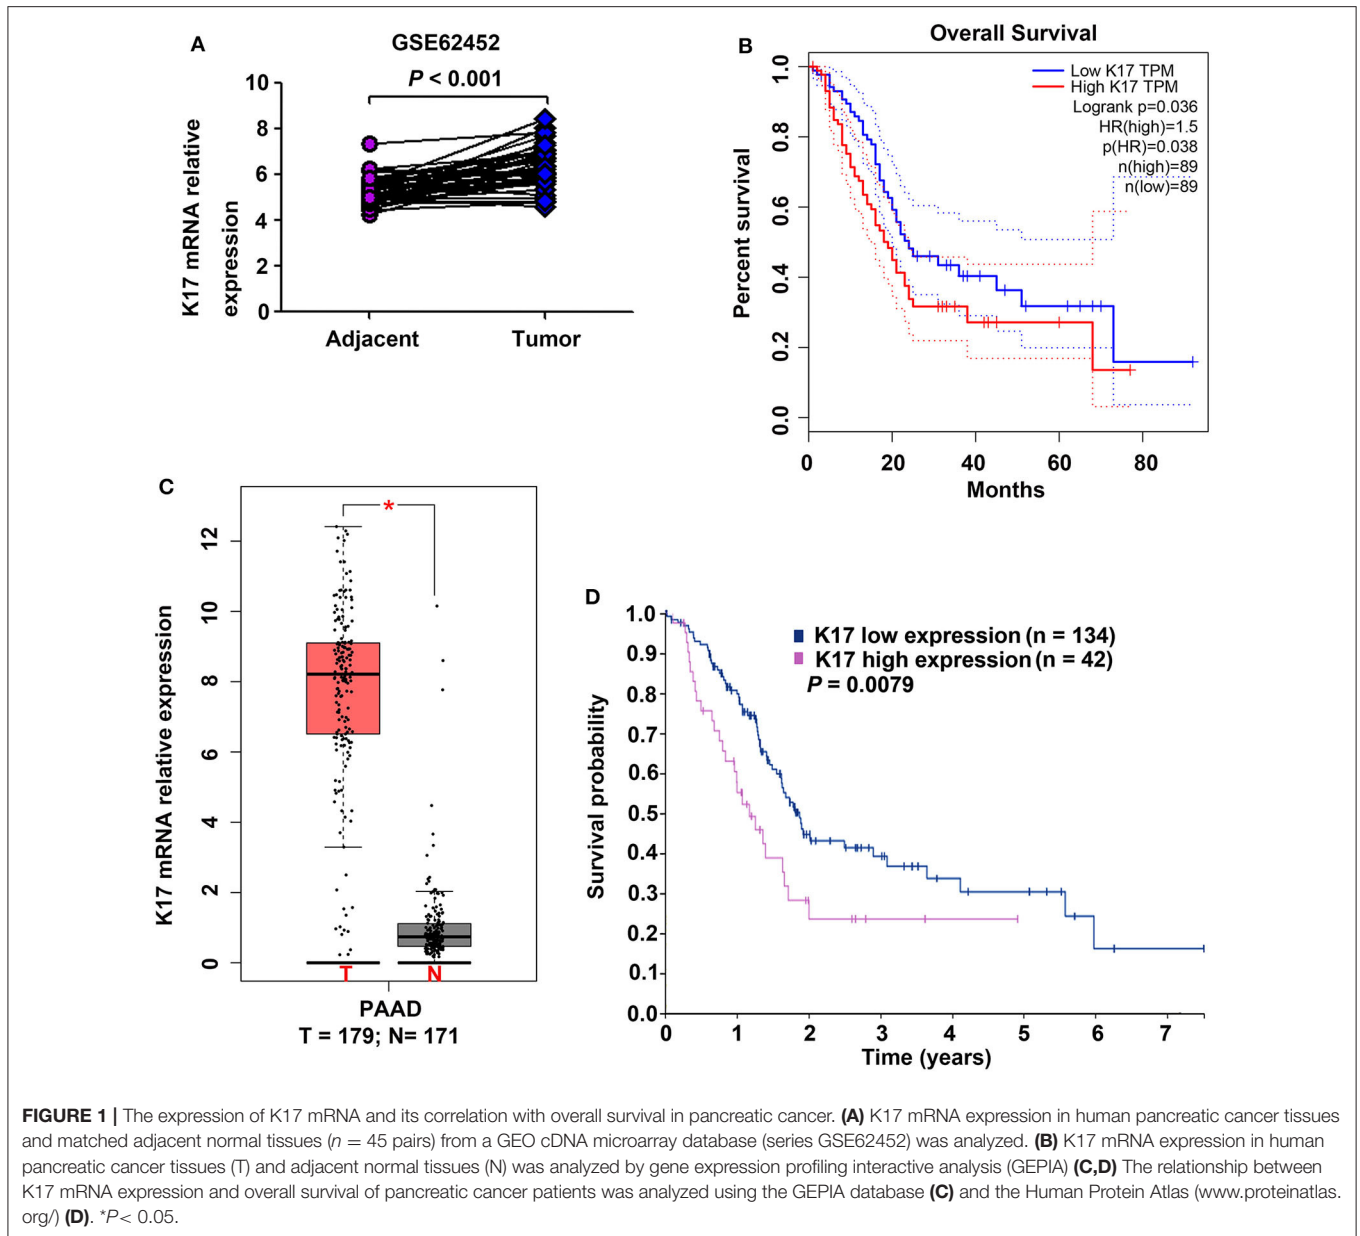 A
GSE62452
P < 0.001
10
8
6
4
2
0
K17 mRNA relative
expression
Adjacent
Tumor
B
Overall Survival
Low K17 TPM
High K17 TPM
Logrank p=0.036
HR(high)=1.5
p(HR)=0.038
n(high)=89
n(low)=89
1.0
0.8
0.6
0.4
0.2
0.0
Percent survival
0 20 40 60 80
Months
C
*
12
10
8
6
4
2
0
K17 mRNA relative expression
T N
PAAD
T = 179; N= 171
D
K17 low expression (n = 134)
K17 high expression (n = 42)
P = 0.0079
1.0
0.9
0.8
0.7
0.6
0.5
0.4
0.3
0.2
0.1
0.0
Survival probability
0 1 2 3 4 5 6 7
Time (years)
FIGURE 1 | The expression of K17 mRNA and its correlation with overall survival in pancreatic cancer. (A) K17 mRNA expression in human pancreatic cancer tissues
and matched adjacent normal tissues (n = 45 pairs) from a GEO cDNA microarray database (series GSE62452) was analyzed. (B) K17 mRNA expression in human
pancreatic cancer tissues (T) and adjacent normal tissues (N) was analyzed by gene expression profiling interactive analysis (GEPIA) (C,D) The relationship between
K17 mRNA expression and overall survival of pancreatic cancer patients was analyzed using the GEPIA database (C) and the Human Protein Atlas (www.proteinatlas.
org/) (D). *P< 0.05.